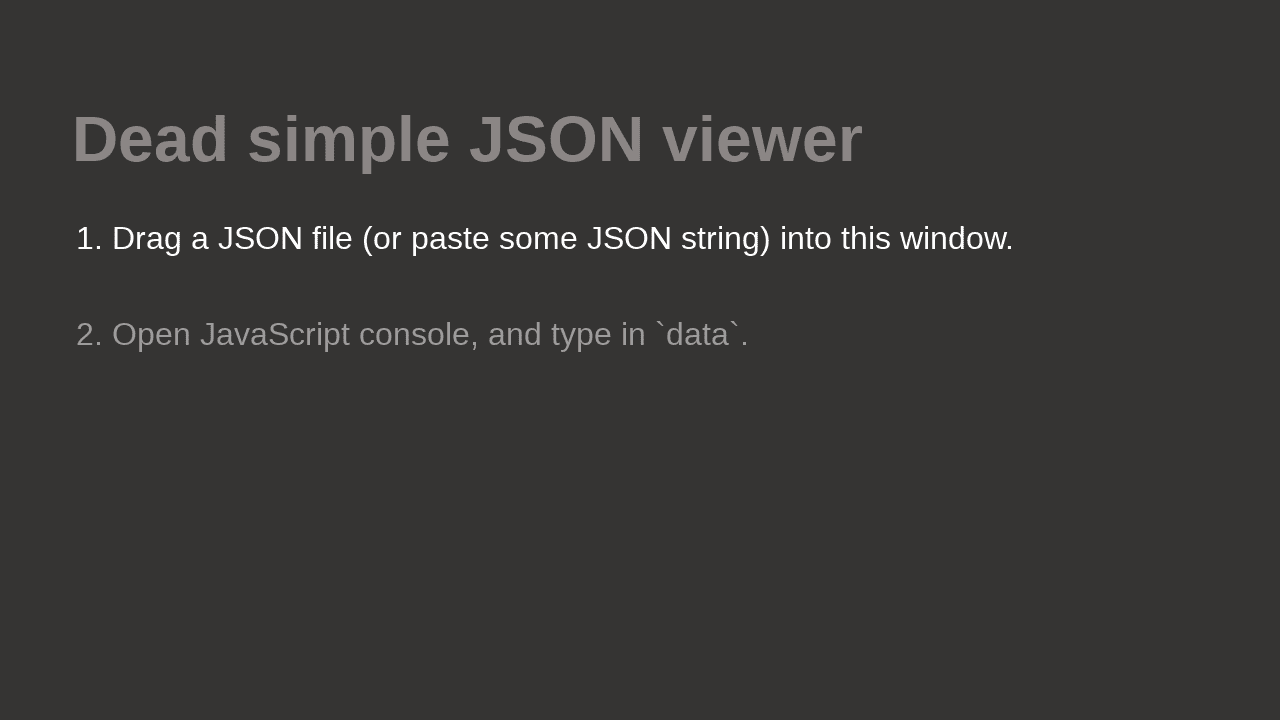 Dead simple JSON viewer
1. Drag a JSON file (or paste some JSON string) into this window.
2. Open JavaScript console, and type in `data`.